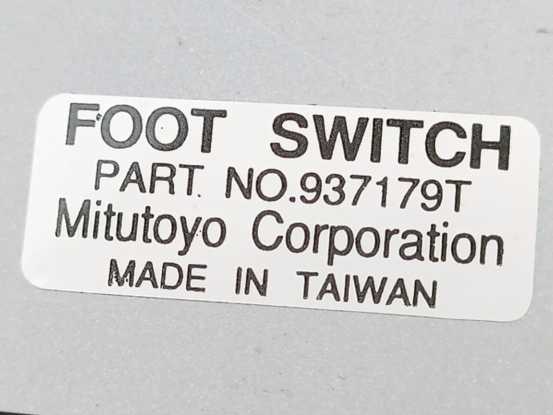 FOOT SWITCH
PART NO.937179T
Mitutoyo Corporation
MADE IN TAIWAN